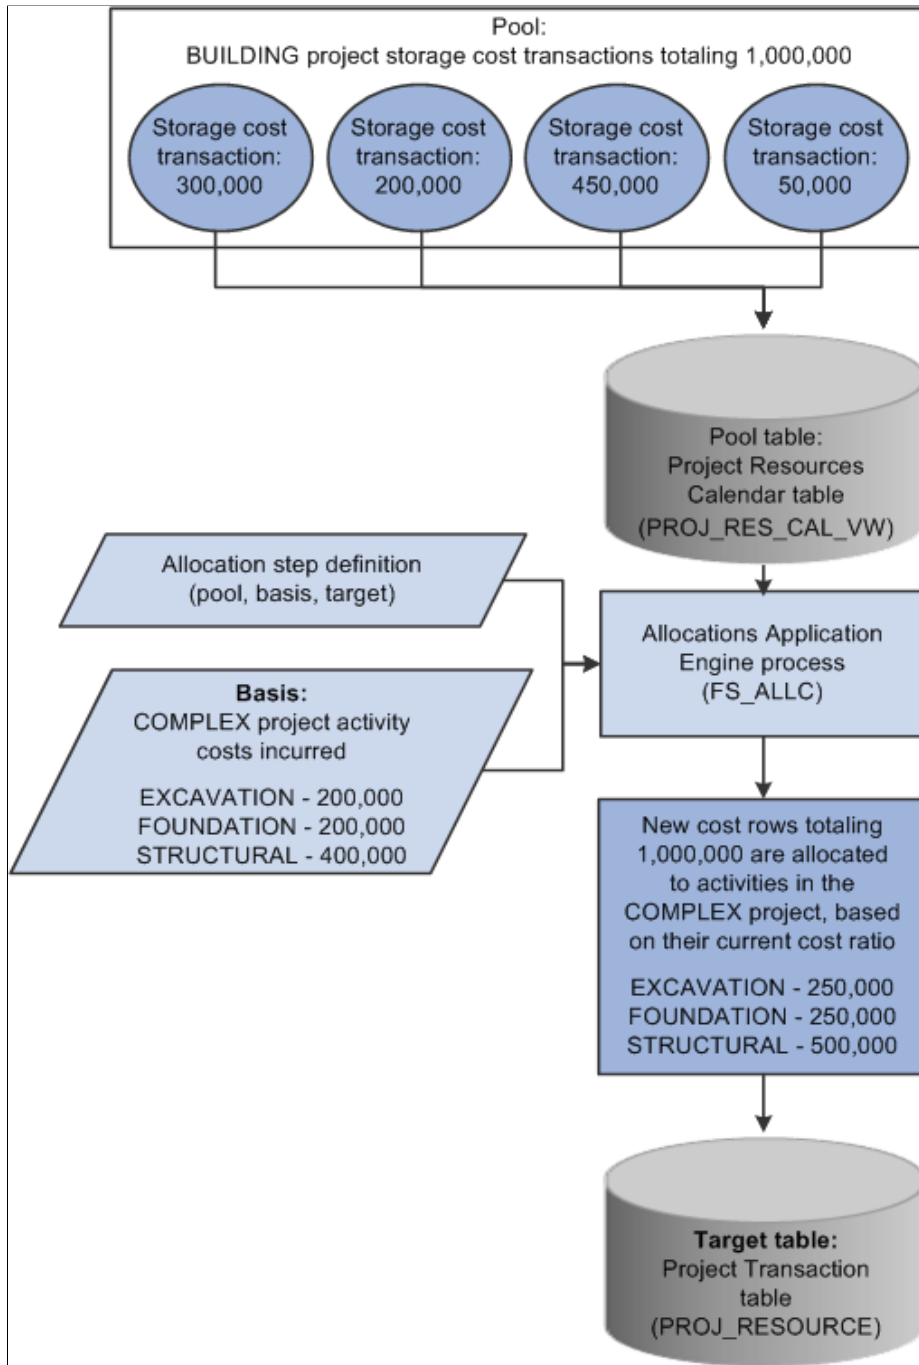 Pool:
BUILDING project storage cost transactions totaling 1,000,000
Storage cost
transaction:
300,000
Storage cost
transaction:
200,000
Storage cost
transaction:
450,000
Storage cost
transaction:
50,000
Pool table:
Project Resources
Calendar table
(PROJ_RES_CAL_VW)
Allocation step definition
(pool, basis, target)
Allocations Application
Engine process
(FS_ALLC)
Basis:
COMPLEX project activity
costs incurred
EXCAVATION - 200,000
FOUNDATION - 200,000
STRUCTURAL - 400,000
New cost rows totaling
1,000,000 are allocated
to activities in the
COMPLEX project, based
on their current cost ratio
EXCAVATION - 250,000
FOUNDATION - 250,000
STRUCTURAL - 500,000
Target table:
Project Transaction
table
(PROJ_RESOURCE)